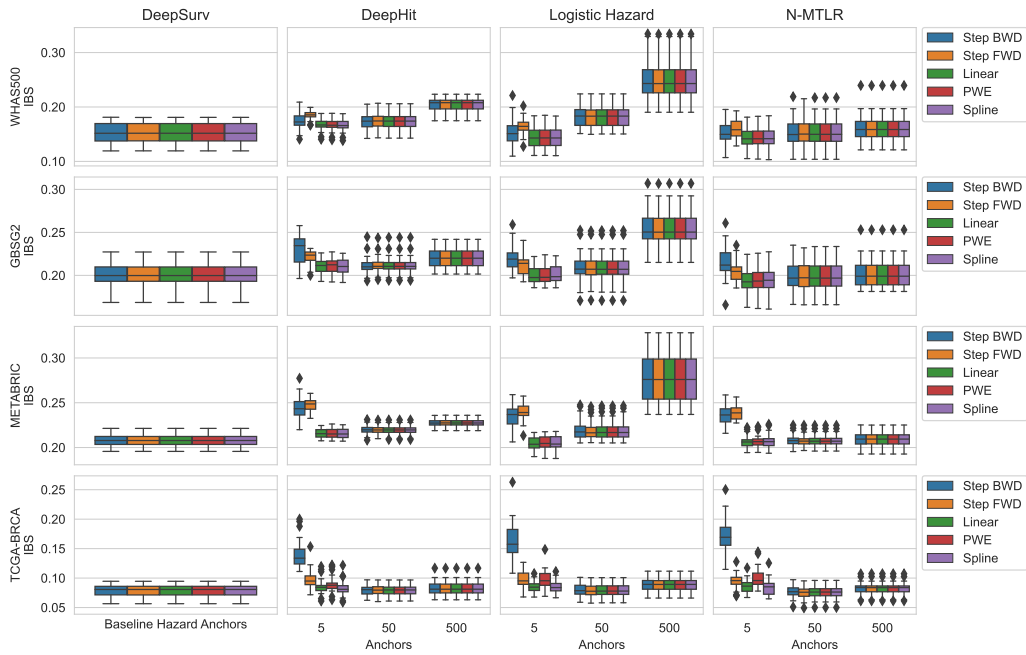 DeepSurv DeepHit Logistic Hazard N-MTLR
WHAS500
IBS
0.30
0.20
0.10
Step BWD
Step FWD
Linear
PWE
Spline
GBSG2
IBS
0.30
0.25
0.20
Step BWD
Step FWD
Linear
PWE
Spline
METABRIC
IBS
0.30
0.25
0.20
Step BWD
Step FWD
Linear
PWE
Spline
TCGA-BRCA
IBS
0.25
0.20
0.15
0.10
0.05
Step BWD
Step FWD
Linear
PWE
Spline
Baseline Hazard Anchors
5 50 500
Anchors
5 50 500
Anchors
5 50 500
Anchors